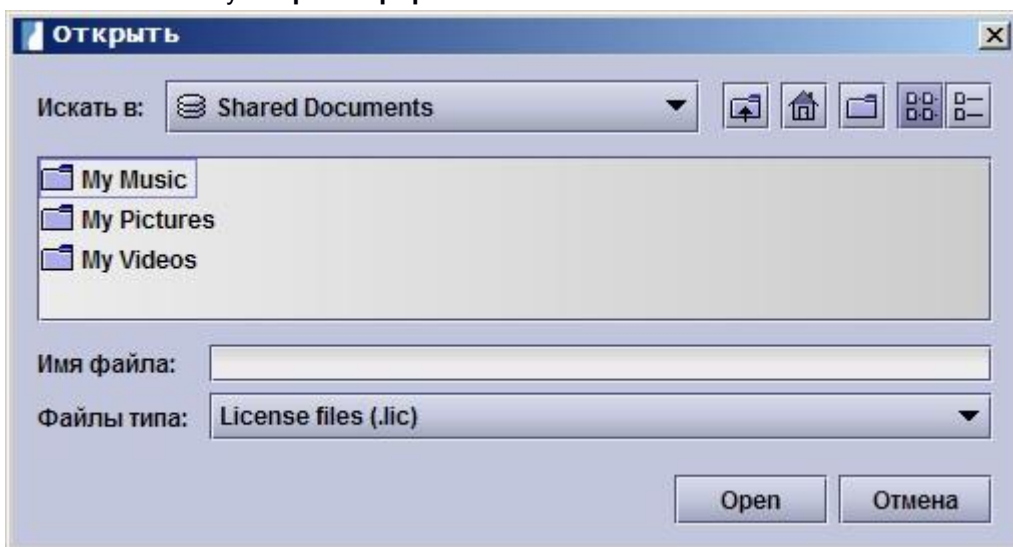 Открыть
Искать в: Shared Documents
My Music
My Pictures
My Videos
Имя файла:
Файлы типа: License files (.lic)
Open Отмена